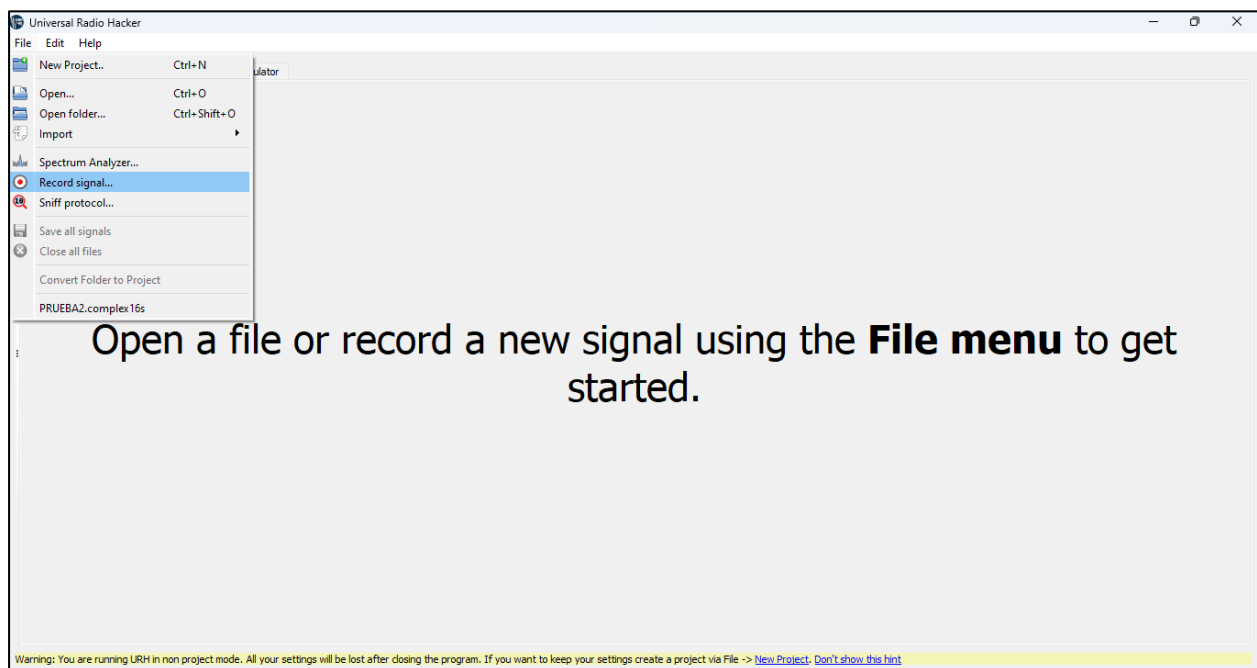 Universal Radio Hacker
File Edit Help
New Project.. Ctrl+N
ulator
Open... Ctrl+O
Open folder... Ctrl+Shift+O
Import
Spectrum Analyzer...
Record signal...
Sniff protocol...
Save all signals
Close all files
Convert Folder to Project
PRUEBA2.complex16s
Open a file or record a new signal using the File menu to get
started.
Warning: You are running URH in non project mode. All your settings will be lost after closing the program. If you want to keep your settings create a project via File -> New Project. Don't show this hint